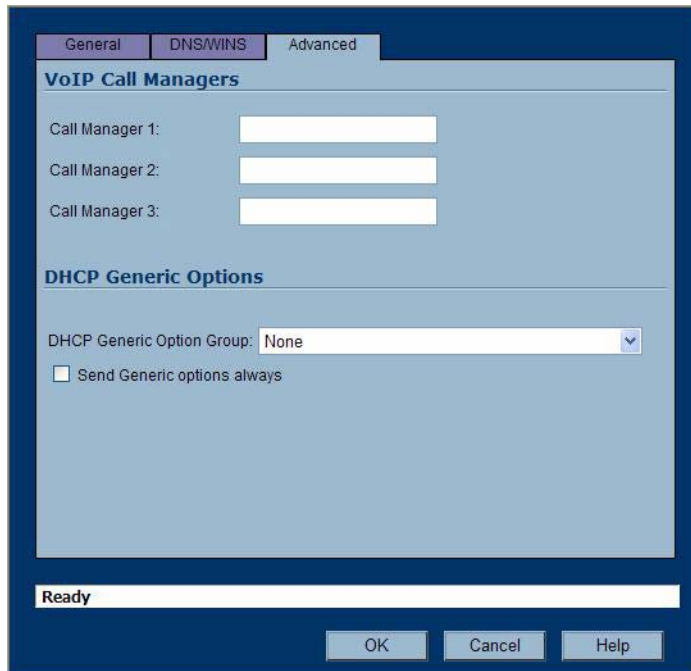 General DNS/WINS Advanced
VoIP Call Managers
Call Manager 1:
Call Manager 2:
Call Manager 3:
DHCP Generic Options
DHCP Generic Option Group: None
Send Generic options always
Ready
OK Cancel Help